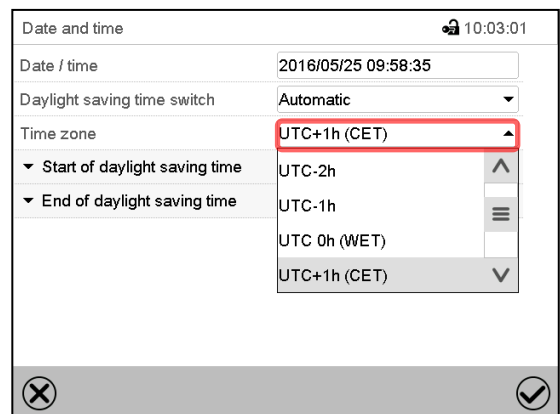 Date and time 10:03:01
Date / time 2016/05/25 09:58:35
Daylight saving time switch Automatic
Time zone UTC+1h (CET)
Start of daylight saving time UTC-2h
End of daylight saving time UTC-1h
UTC 0h (WET)
UTC+1h (CET)